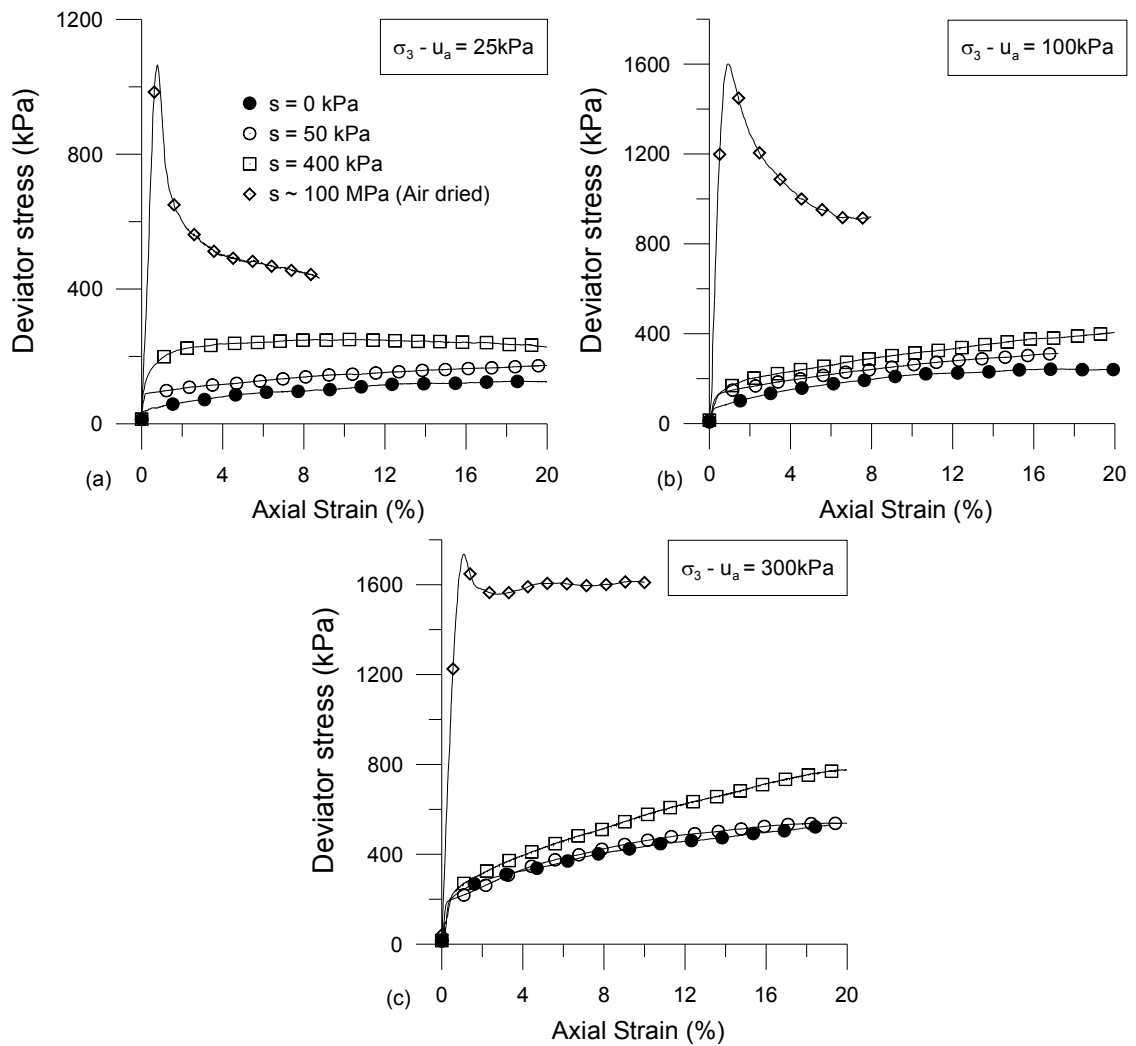 1200
800
400
0
Deviator stress (kPa)
σ3 - ua = 25kPa
s = 0 kPa
s = 50 kPa
s = 400 kPa
s ~ 100 MPa (Air dried)
0 4 8 12 16 20
(a)
Axial Strain (%)
1600
1200
800
400
0
Deviator stress (kPa)
σ3 - ua = 100kPa
0 4 8 12 16 20
(b)
Axial Strain (%)
1600
1200
800
400
0
Deviator stress (kPa)
σ3 - ua = 300kPa
0 4 8 12 16 20
(c)
Axial Strain (%)